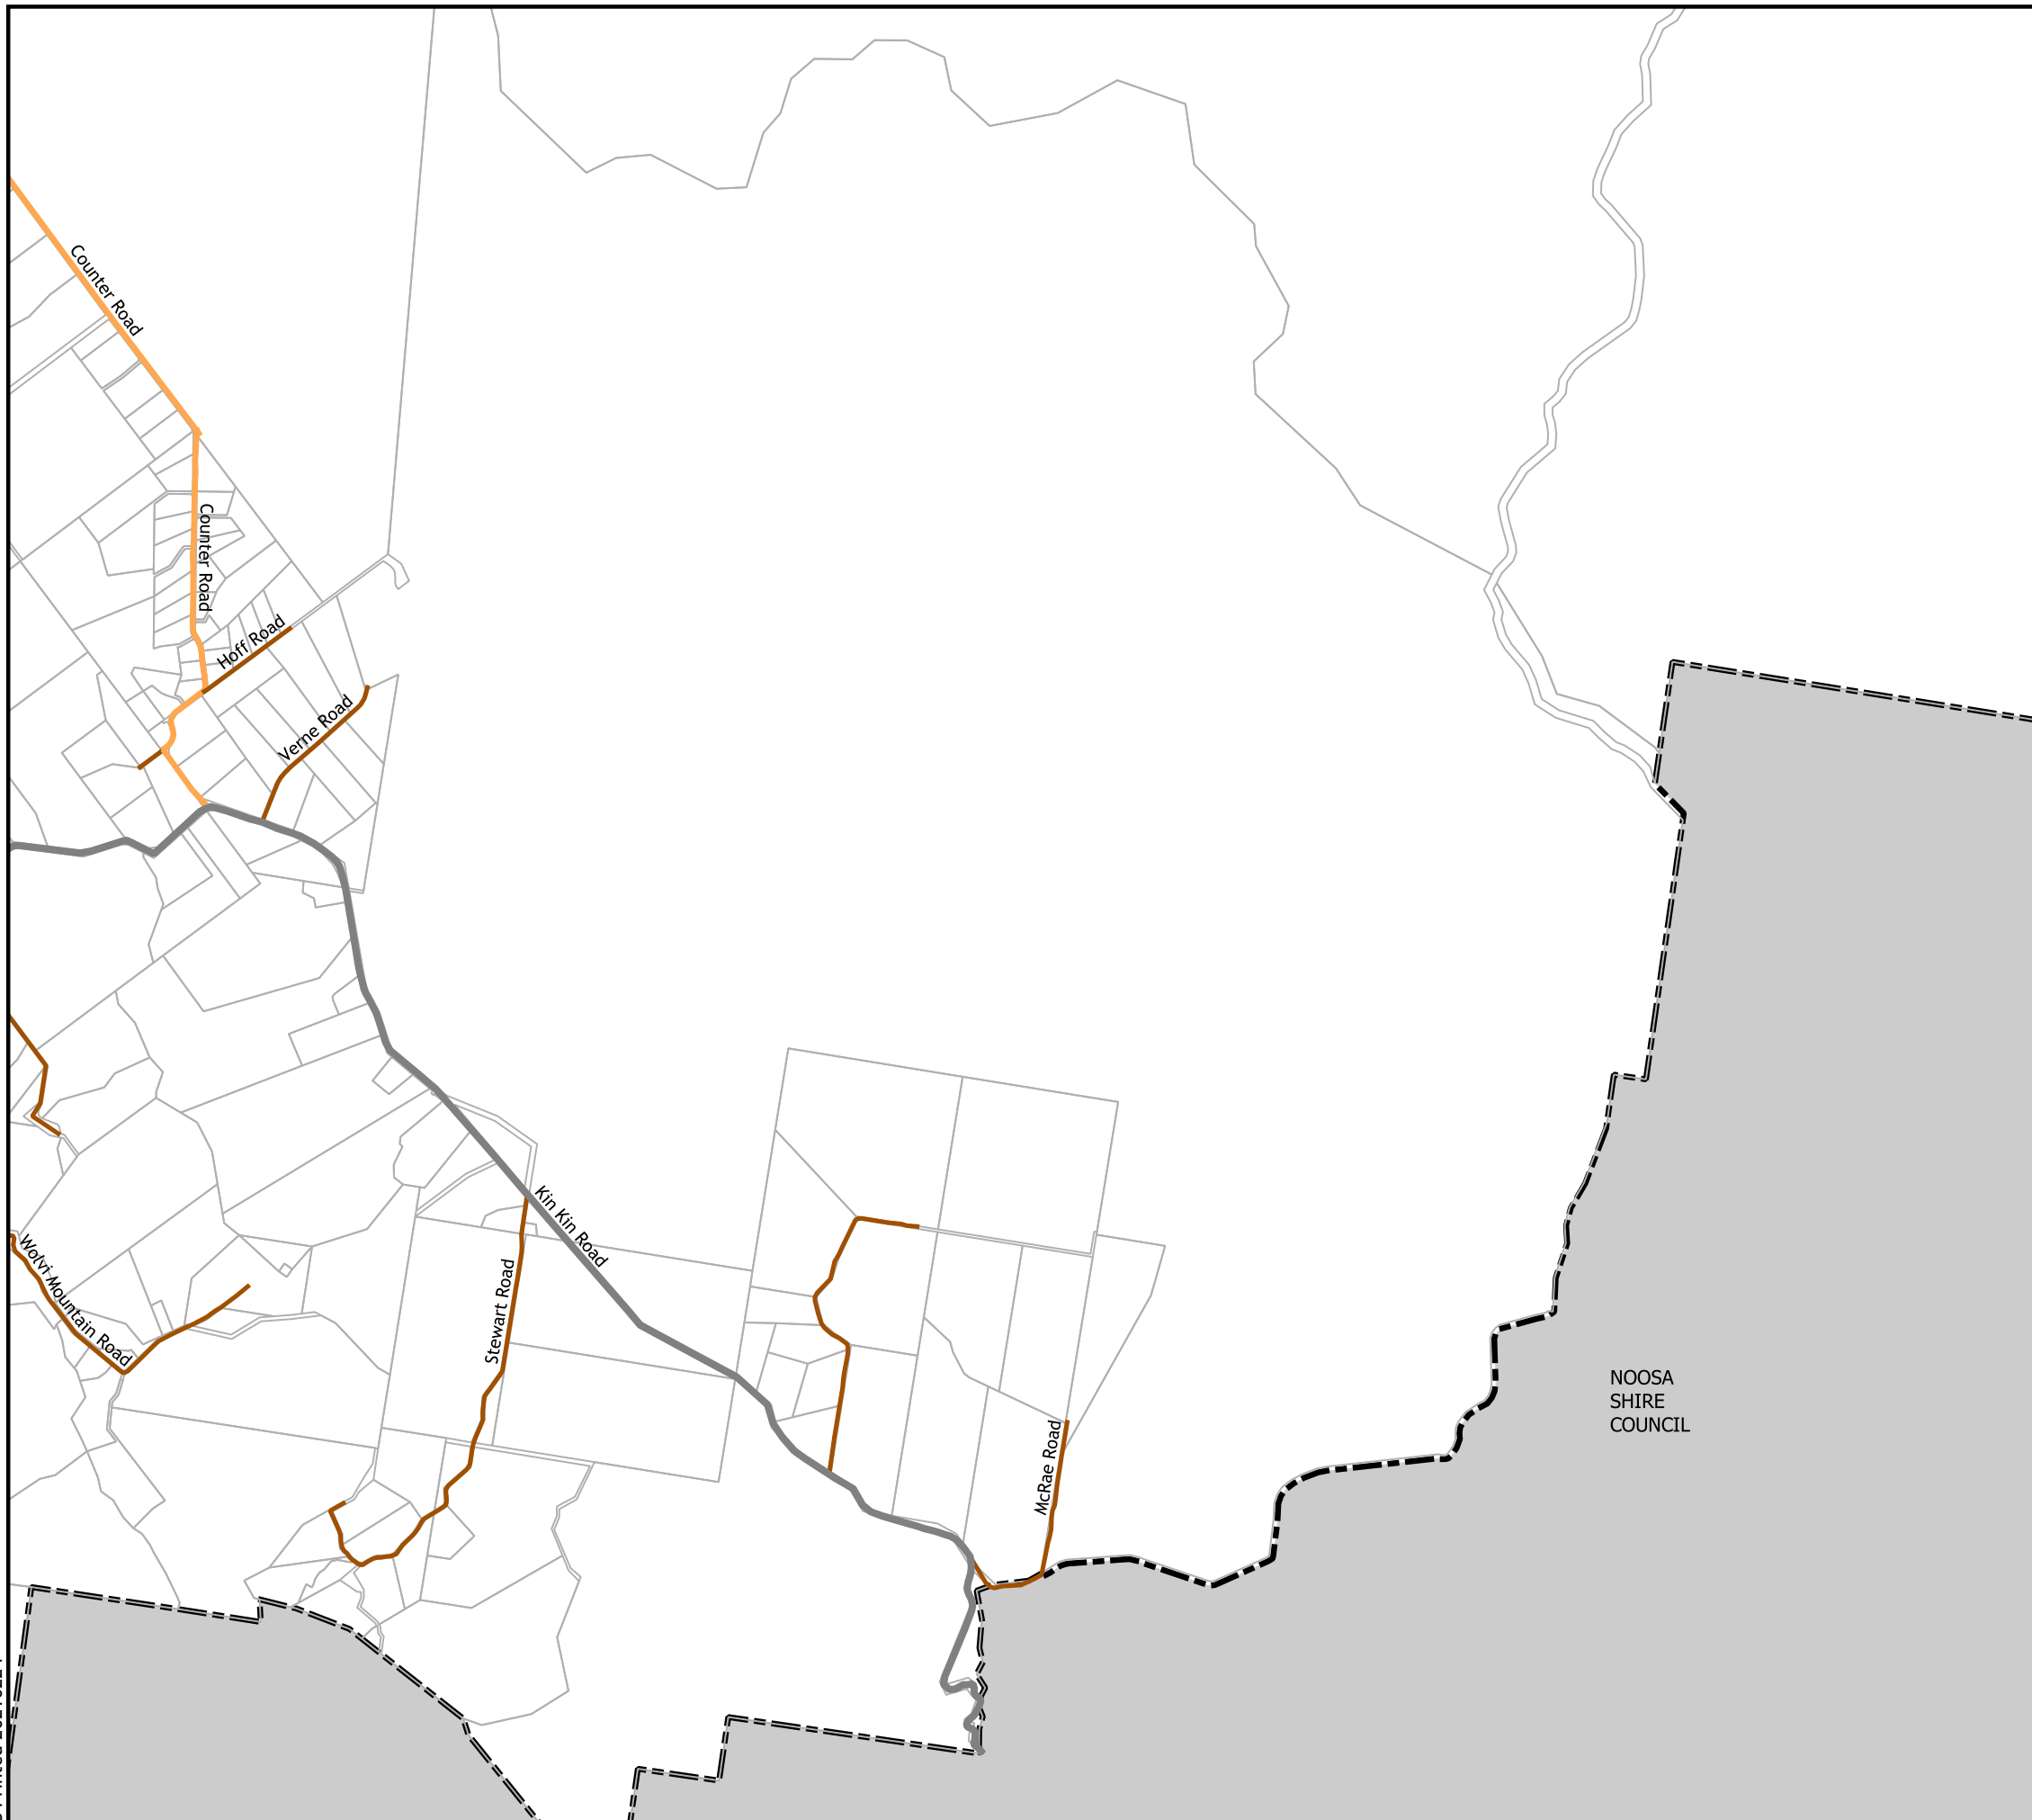 Counter Road
Counter Road
Hoff Road
Verne Road
Kin Kin Road
Wolvi Mountain Road
Stewart Road
McRae Road
NOOSA
SHIRE
COUNCIL